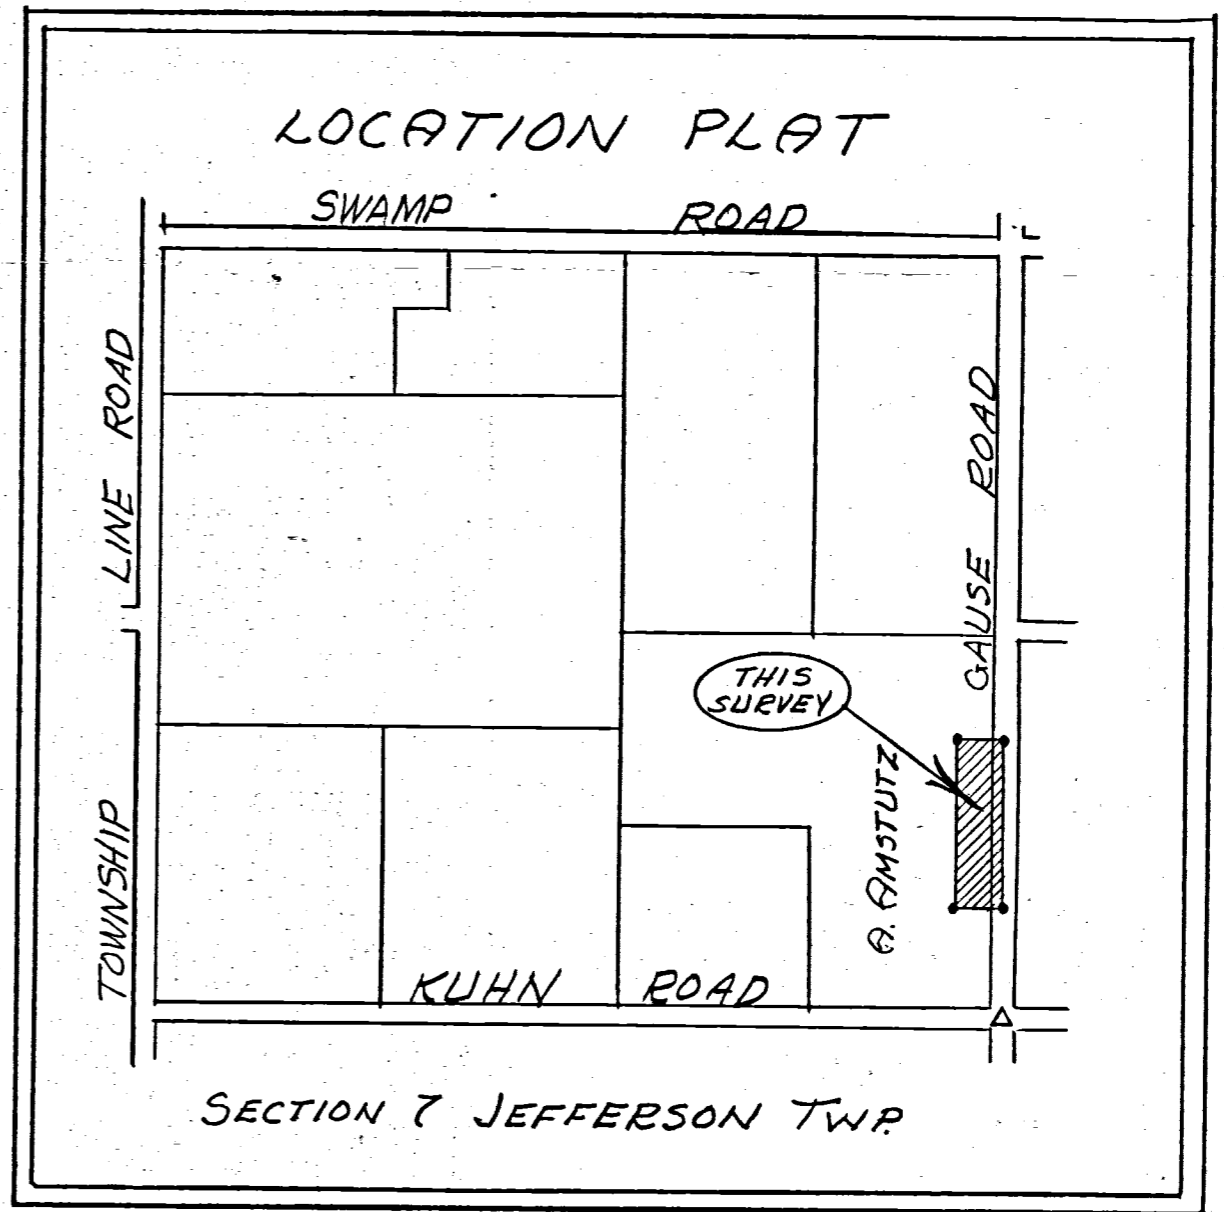 LOCATION PLAT
SWAMP ROAD
TOWNSHIP LINE ROAD
GAUSE ROAD
THIS
SURVEY
A. AMSTUTZ
KUHN ROAD
SECTION 7 JEFFERSON TWP.